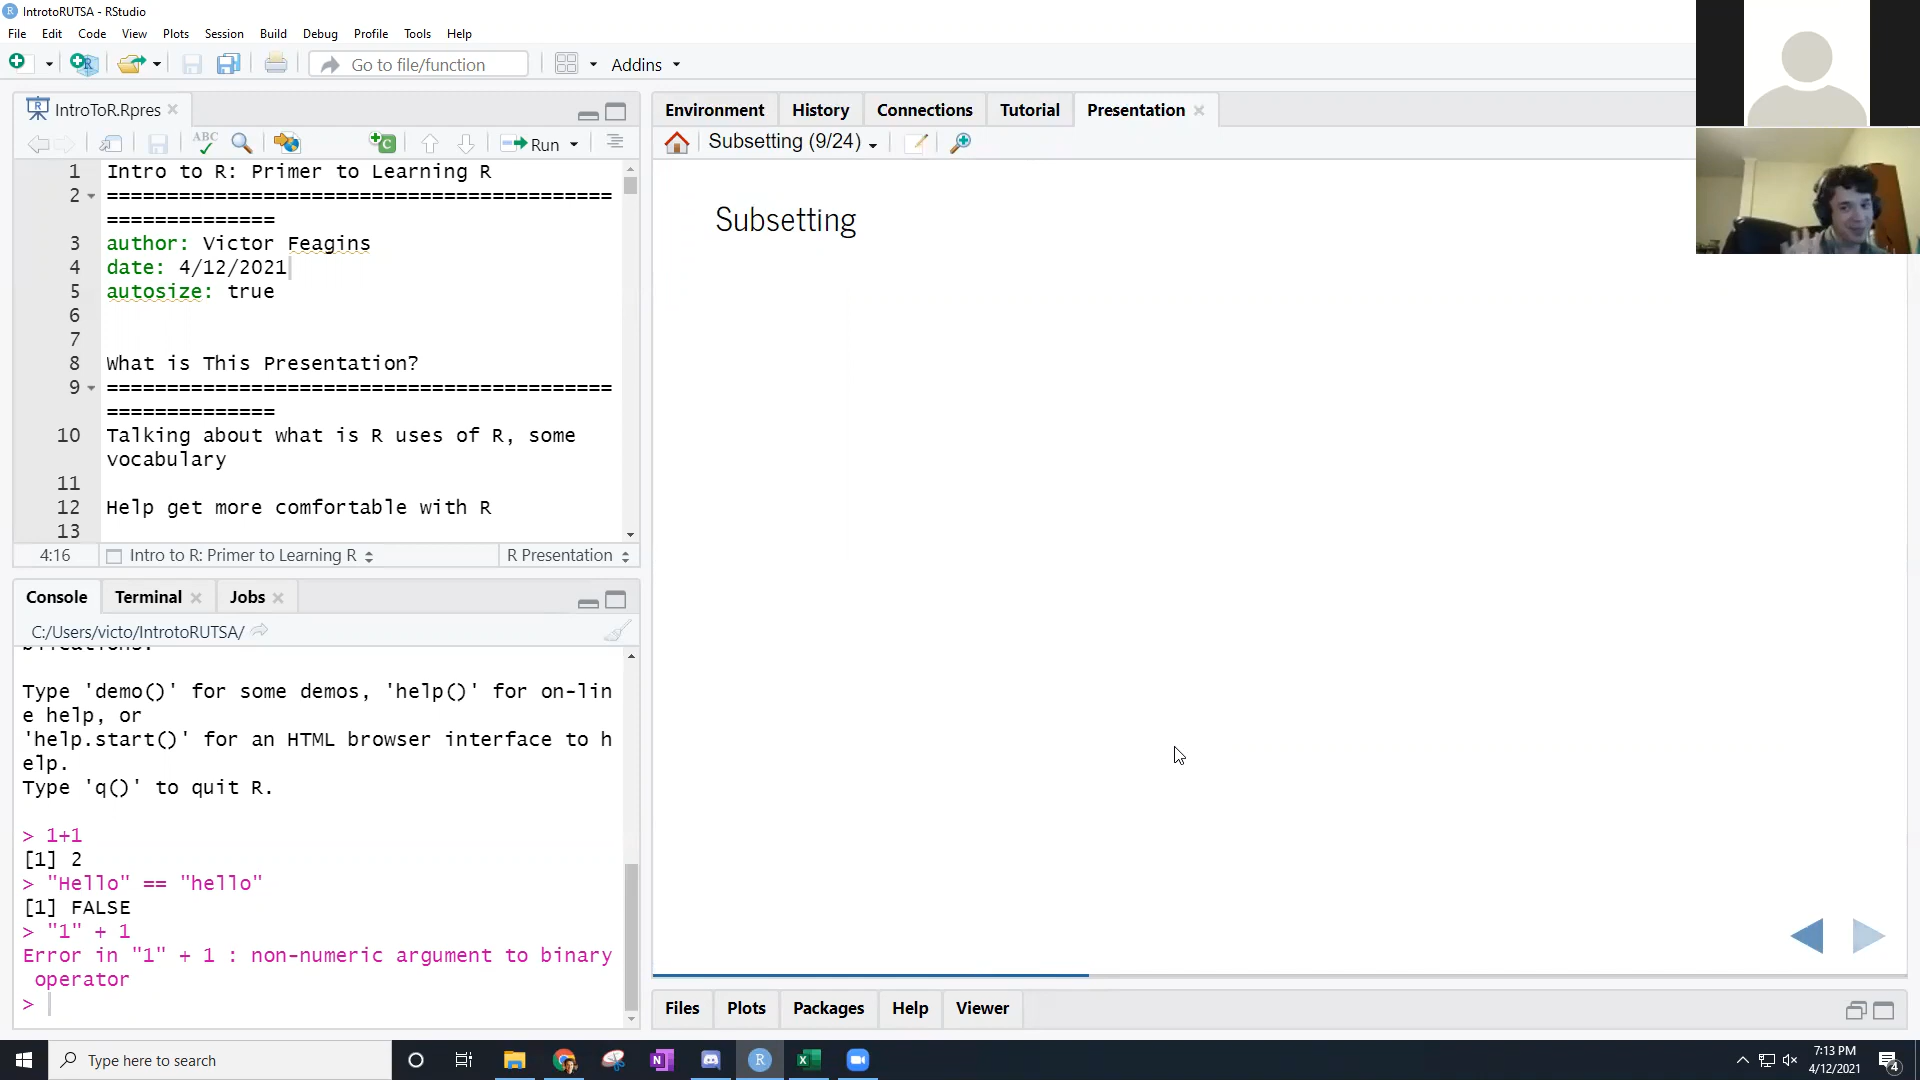 IntrotoRUTSA - RStudio
File Edit Code View Plots Session Build Debug Profile Tools Help
Go to file/function Addins
IntroToR.Rpres
Environment History Connections Tutorial Presentation
ABC Run
Subsetting (9/24)
1 Intro to R: Primer to Learning R
2 ==========================================
==============
3 author: Victor Feagins
4 date: 4/12/2021
5 autosize: true
6
7
8 What is This Presentation?
9 ==========================================
==============
10 Talking about what is R uses of R, some
vocabulary
11
12 Help get more comfortable with R
13
4:16 Intro to R: Primer to Learning R R Presentation
Subsetting
Console Terminal Jobs
C:/Users/victo/IntrotoRUTSA/
Type 'demo()' for some demos, 'help()' for on-lin
e help, or
'help.start()' for an HTML browser interface to h
elp.
Type 'q()' to quit R.
> 1+1
[1] 2
> "Hello" == "hello"
[1] FALSE
> "1" + 1
Error in "1" + 1 : non-numeric argument to binary
operator
>
Files Plots Packages Help Viewer
Type here to search
7:13 PM
4/12/2021
4